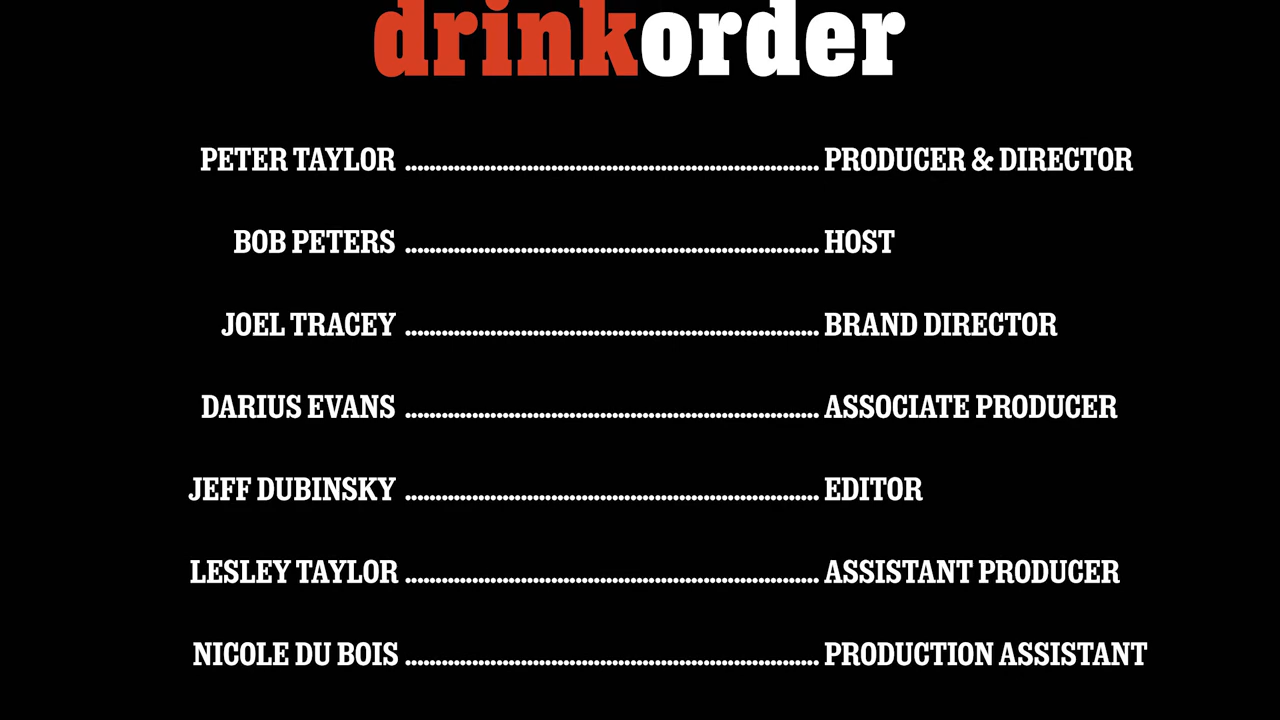 drinkorder
PETER TAYLOR ........................................ PRODUCER & DIRECTOR
BOB PETERS ........................................ HOST
JOEL TRACEY ........................................ BRAND DIRECTOR
DARIUS EVANS ........................................ ASSOCIATE PRODUCER
JEFF DUBINSKY ........................................ EDITOR
LESLEY TAYLOR ........................................ ASSISTANT PRODUCER
NICOLE DU BOIS ........................................ PRODUCTION ASSISTANT